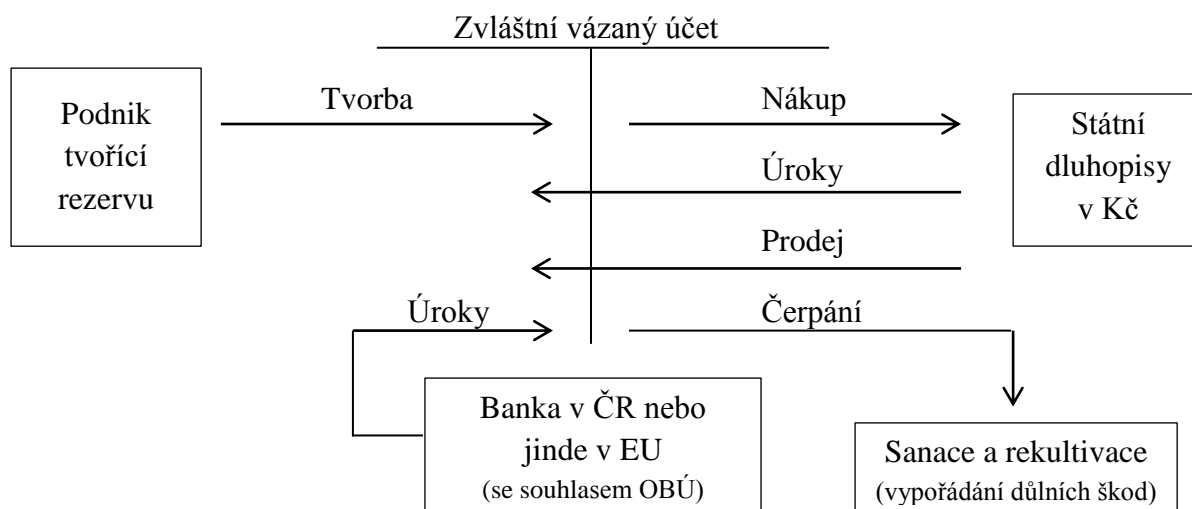 Zvláštní vázaný účet
Podnik
tvořící
rezervu
Tvorba
Nákup
Úroky
Prodej
Státní
dluhopisy
v Kč
Úroky
Čerpání
Banka v ČR nebo
jinde v EU
(se souhlasem OBÚ)
Sanace a rekultivace
(vypořádání důlních škod)